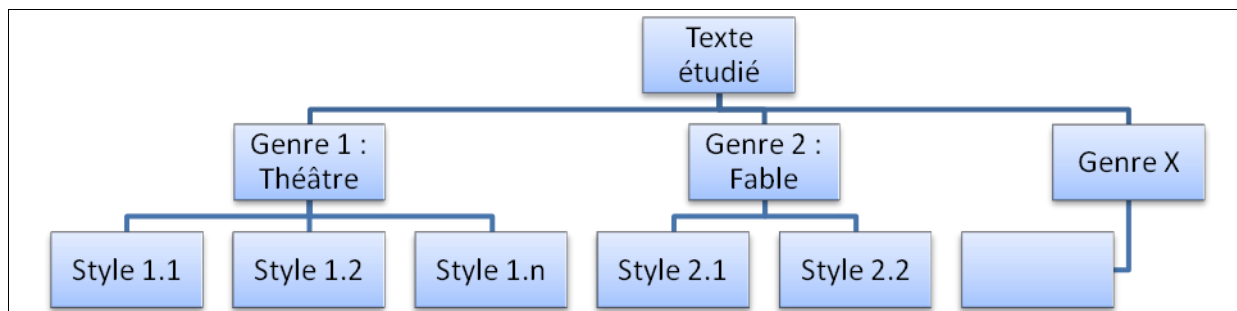 Texte
étudié
Genre 1 :
Théâtre
Genre 2 :
Fable
Genre X
Style 1.1
Style 1.2
Style 1.n
Style 2.1
Style 2.2